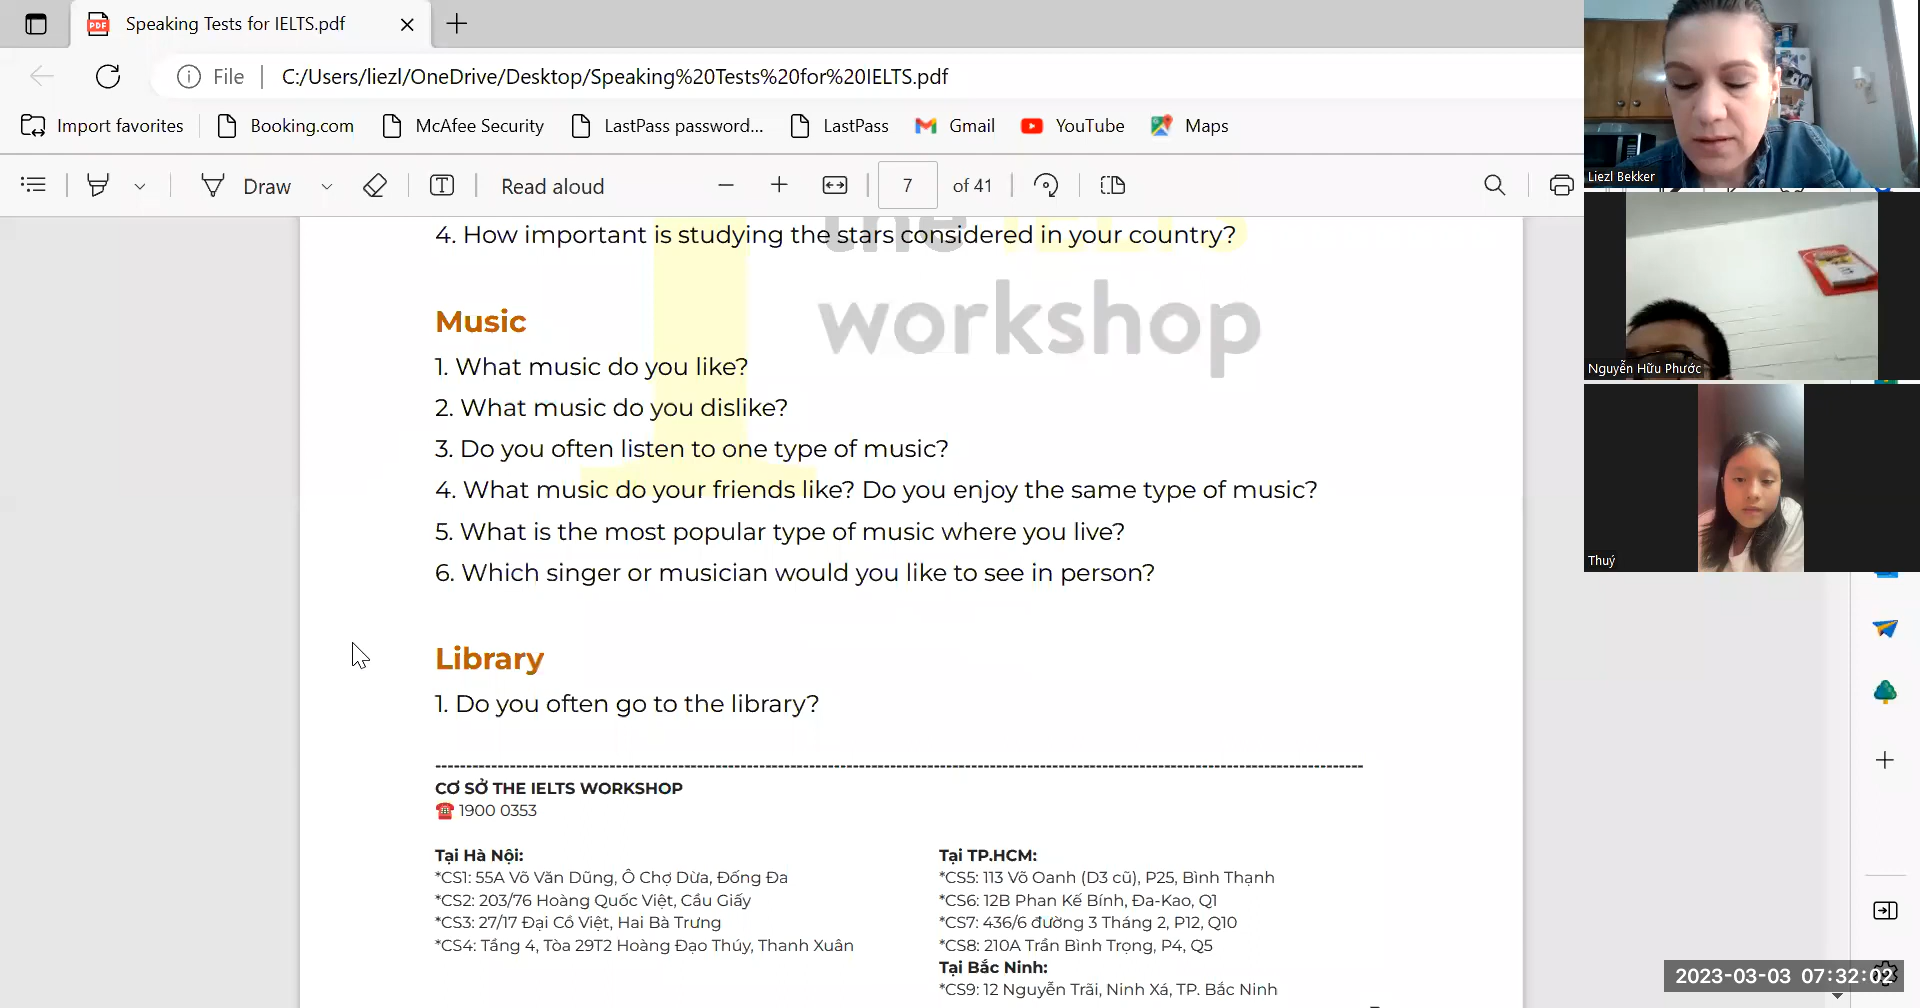 Speaking Tests for IELTS.pdf
File
C:/Users/liezl/OneDrive/Desktop/Speaking%20Tests%20for%20IELTS.pdf
Import favorites
Booking.com
McAfee Security
LastPass password...
LastPass
Gmail
YouTube
Maps
Draw
Read aloud
7 of 41
the IELTS
workshop
4. How important is studying the stars considered in your country?
Music
1. What music do you like?
2. What music do you dislike?
3. Do you often listen to one type of music?
4. What music do your friends like? Do you enjoy the same type of music?
5. What is the most popular type of music where you live?
6. Which singer or musician would you like to see in person?
Library
1. Do you often go to the library?
CƠ SỞ THE IELTS WORKSHOP
☎ 1900 0353
Tại Hà Nội:
*CS1: 55A Võ Văn Dũng, Ô Chợ Dừa, Đống Đa
*CS2: 203/76 Hoàng Quốc Việt, Cầu Giấy
*CS3: 27/17 Đại Cồ Việt, Hai Bà Trưng
*CS4: Tầng 4, Tòa 29T2 Hoàng Đạo Thúy, Thanh Xuân
Tại TP.HCM:
*CS5: 113 Võ Oanh (D3 cũ), P25, Bình Thạnh
*CS6: 12B Phan Kế Bính, Đa-Kao, Q1
*CS7: 436/6 đường 3 Tháng 2, P12, Q10
*CS8: 210A Trần Bình Trọng, P4, Q5
Tại Bắc Ninh:
*CS9: 12 Nguyễn Trãi, Ninh Xá, TP. Bắc Ninh
Liezl Bekker
Nguyễn Hữu Phước
Thuý
2023-03-03 07:32:02